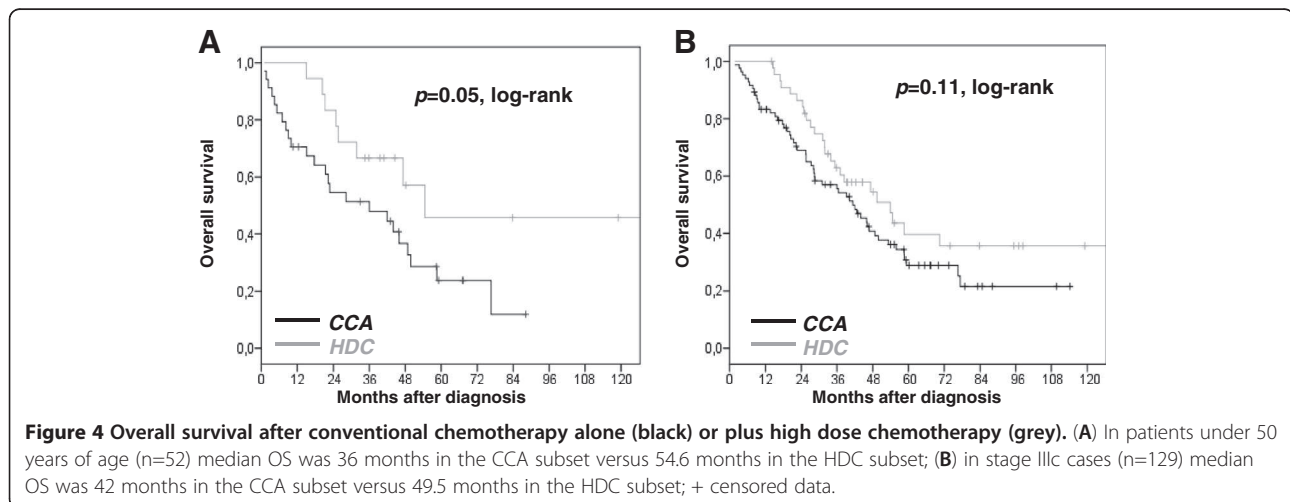 A
p=0.05, log-rank
Overall survival
1,0
0,8
0,6
0,4
0,2
0,0
CCA
HDC
0 12 24 36 48 60 72 84 96 108 120
Months after diagnosis
B
p=0.11, log-rank
Overall survival
1,0
0,8
0,6
0,4
0,2
0,0
CCA
HDC
0 12 24 36 48 60 72 84 96 108 120
Months after diagnosis
Figure 4 Overall survival after conventional chemotherapy alone (black) or plus high dose chemotherapy (grey). (A) In patients under 50
years of age (n=52) median OS was 36 months in the CCA subset versus 54.6 months in the HDC subset; (B) in stage IIIc cases (n=129) median
OS was 42 months in the CCA subset versus 49.5 months in the HDC subset; + censored data.